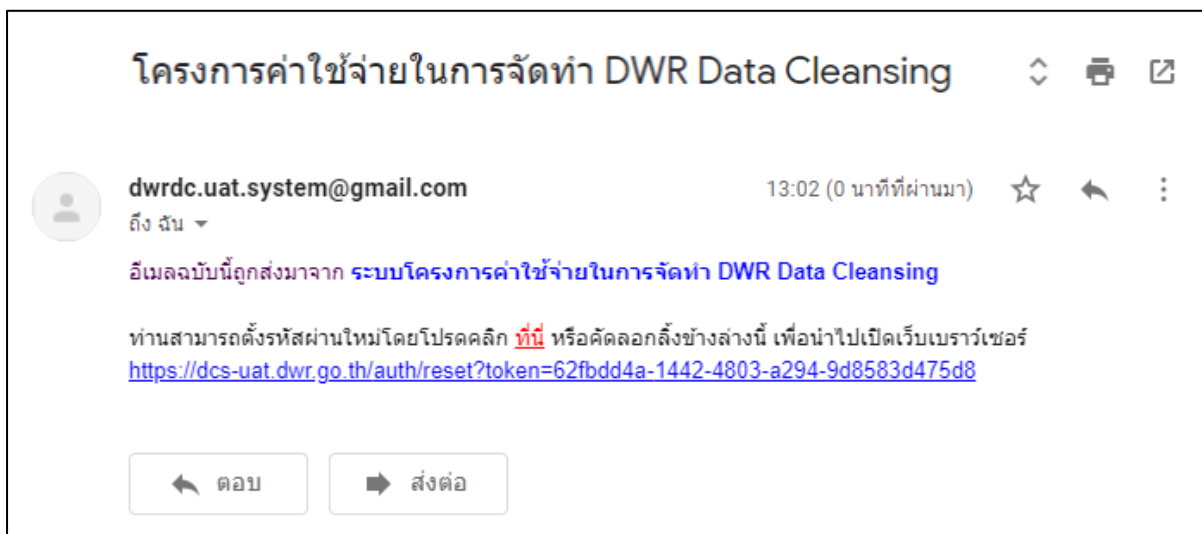 โครงการค่าใช้จ่ายในการจัดทำ DWR Data Cleansing
dwrdc.uat.system@gmail.com 13:02 (0 นาทีที่ผ่านมา)
ถึง ฉัน
อีเมลฉบับนี้ถูกส่งมาจาก ระบบโครงการค่าใช้จ่ายในการจัดทำ DWR Data Cleansing
ท่านสามารถตั้งรหัสผ่านใหม่โดยโปรดคลิก ที่นี่ หรือคัดลอกลิ้งข้างล่างนี้ เพื่อนำไปเปิดเว็บเบราว์เซอร์
https://dcs-uat.dwr.go.th/auth/reset?token=62fbdd4a-1442-4803-a294-9d8583d475d8
ตอบ ส่งต่อ